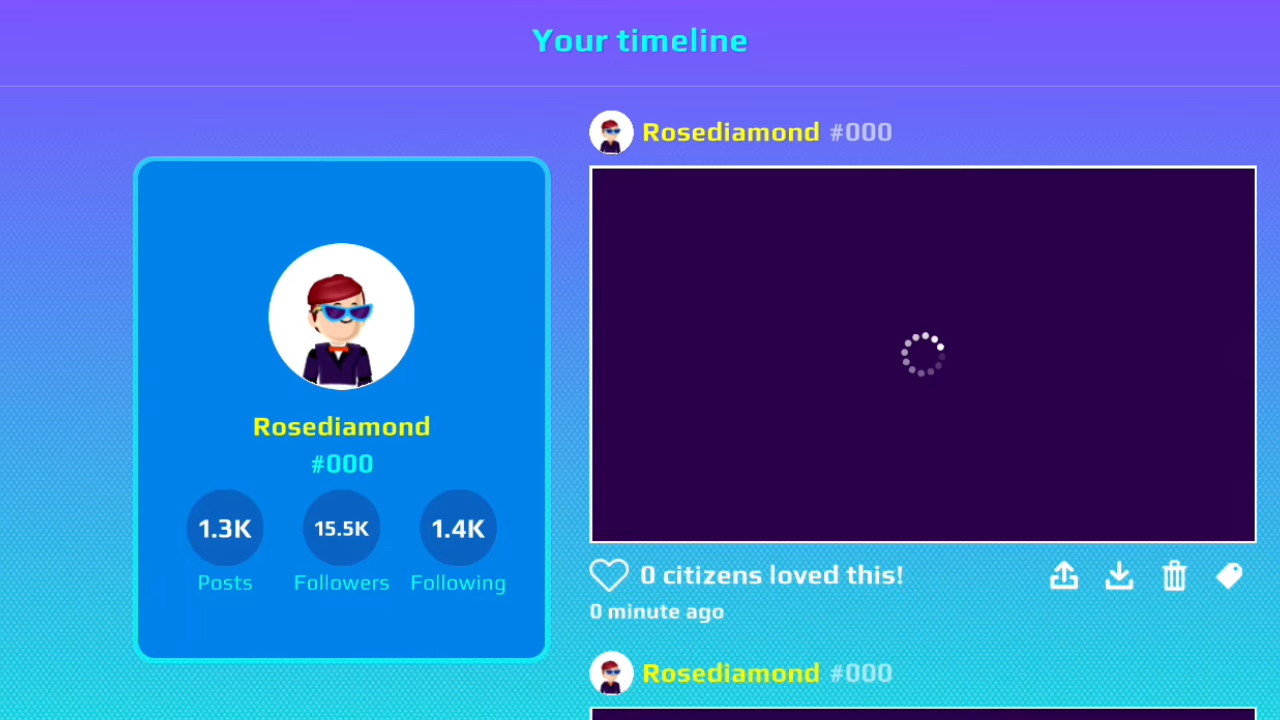 Your timeline
Rosediamond #000
Rosediamond
#000
1.3K 15.5K 1.4K
Posts Followers Following
0 citizens loved this!
0 minute ago
Rosediamond #000